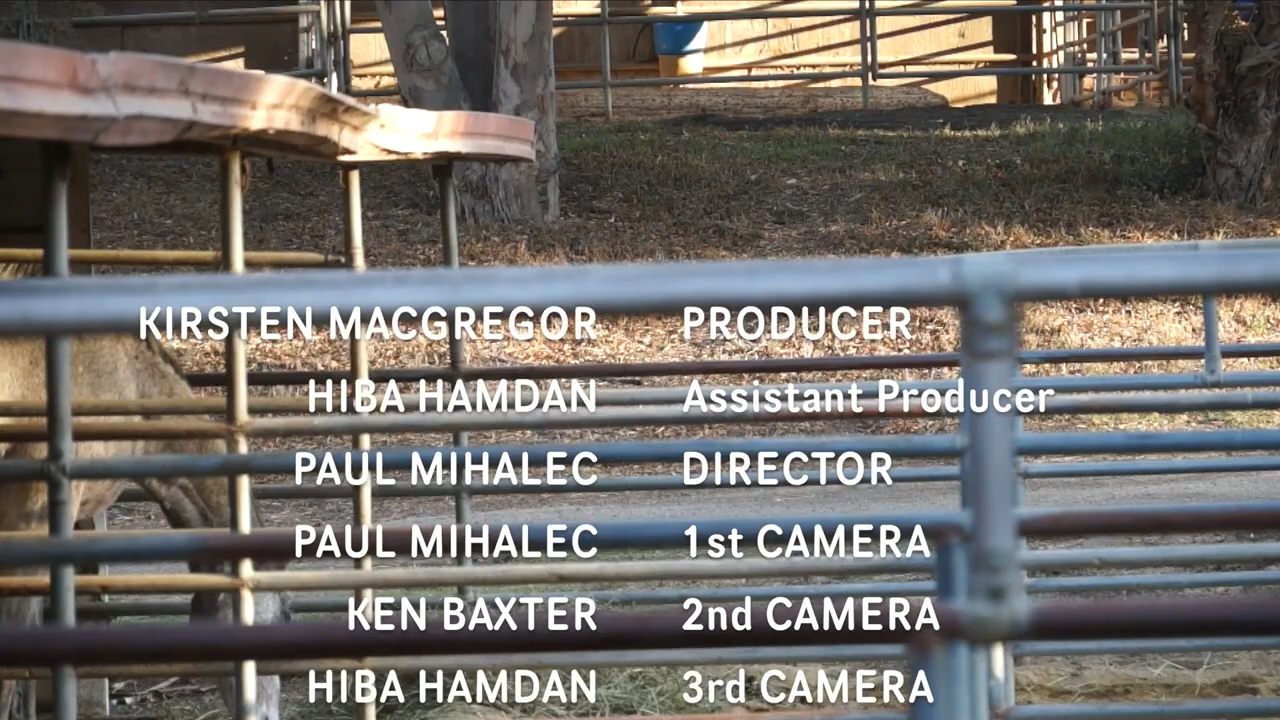 KIRSTEN MACGREGOR PRODUCER
HIBA HAMDAN Assistant Producer
PAUL MIHALEC DIRECTOR
PAUL MIHALEC 1st CAMERA
KEN BAXTER 2nd CAMERA
HIBA HAMDAN 3rd CAMERA